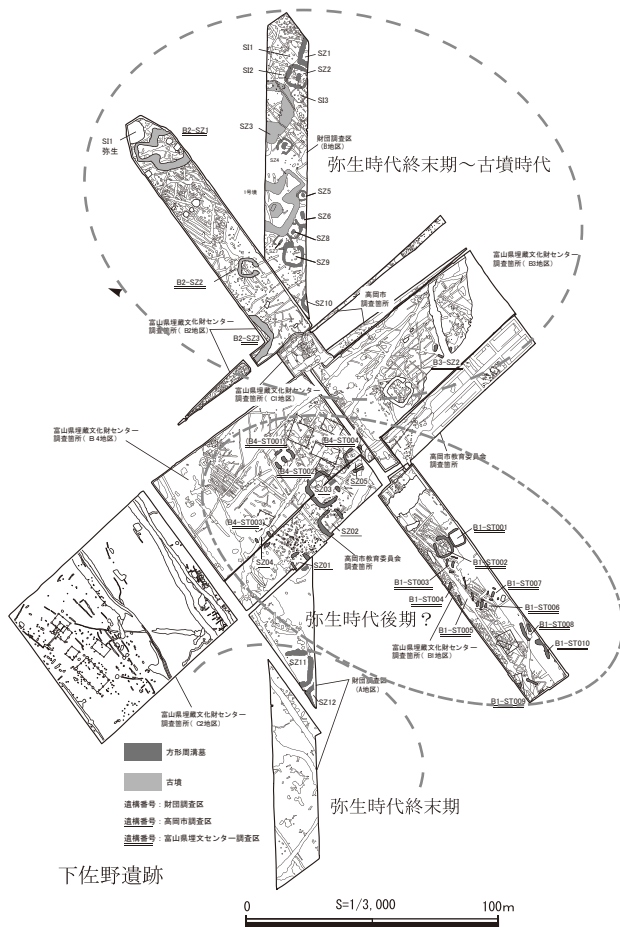 SI1
SZ1
SI2
SZ2
SI3
B2-SZ1
SI1
弥生
SZ3
財団調査区
(B地区)
SZ4
弥生時代終末期～古墳時代
1号墳
SZ5
SZ6
SZ8
SZ9
富山県埋蔵文化財センター
調査箇所(B3地区)
B2-SZ2
SZ10
高岡市
調査箇所
富山県埋蔵文化財センター
調査箇所(B2地区)
B2-SZ3
B3-SZ2
富山県埋蔵文化財センター
調査箇所(C1地区)
富山県埋蔵文化財センター
調査箇所(B4地区)
(B4-ST001)
(B4-ST004)
高岡市教育委員会
調査箇所
(B4-ST002)
SZ05
SZ03
(B4-ST003)
SZ02
B1-ST001
SZ04
高岡市教育委員会
調査箇所
SZ01
B1-ST002
B1-ST003
B1-ST007
B1-ST004
B1-ST006
弥生時代後期？
B1-ST008
B1-ST005
富山県埋蔵文化財センター
調査箇所(B1地区)
B1-ST010
SZ11
財団調査区
(A地区)
SZ12
B1-ST009
富山県埋蔵文化財センター
調査箇所(C2地区)
方形周溝墓
古墳
遺構番号：財団調査区
遺構番号：高岡市調査区
遺構番号：富山県埋文センター調査区
弥生時代終末期
下佐野遺跡
0
S=1/3,000
100m